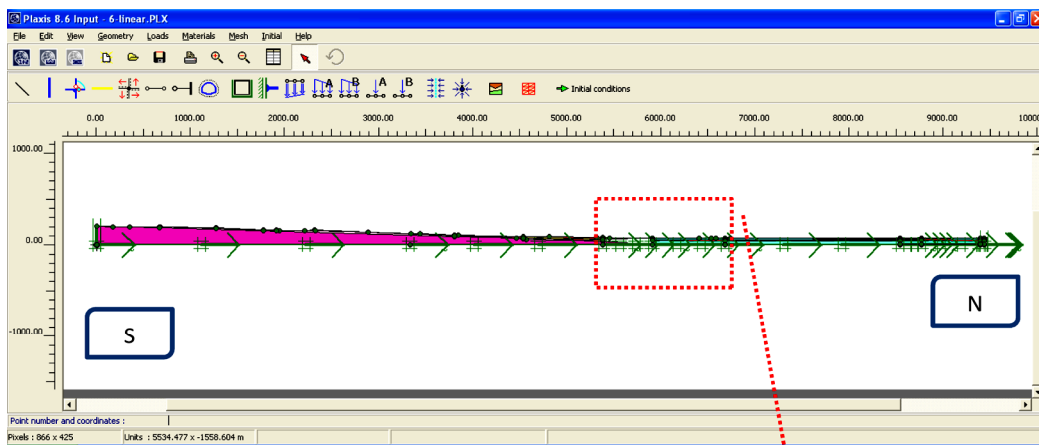 Plaxis 8.6 Input - 6-linear.PLX
File Edit View Geometry Loads Materials Mesh Initial Help
A B A B Initial conditions
0.00 1000.00 2000.00 3000.00 4000.00 5000.00 6000.00 7000.00 8000.00 9000.00 10000
1000.00
0.00
N
S
-1000.00
Point number and coordinates :
Pixels : 866 x 425 Units : 5534.477 x -1558.604 m